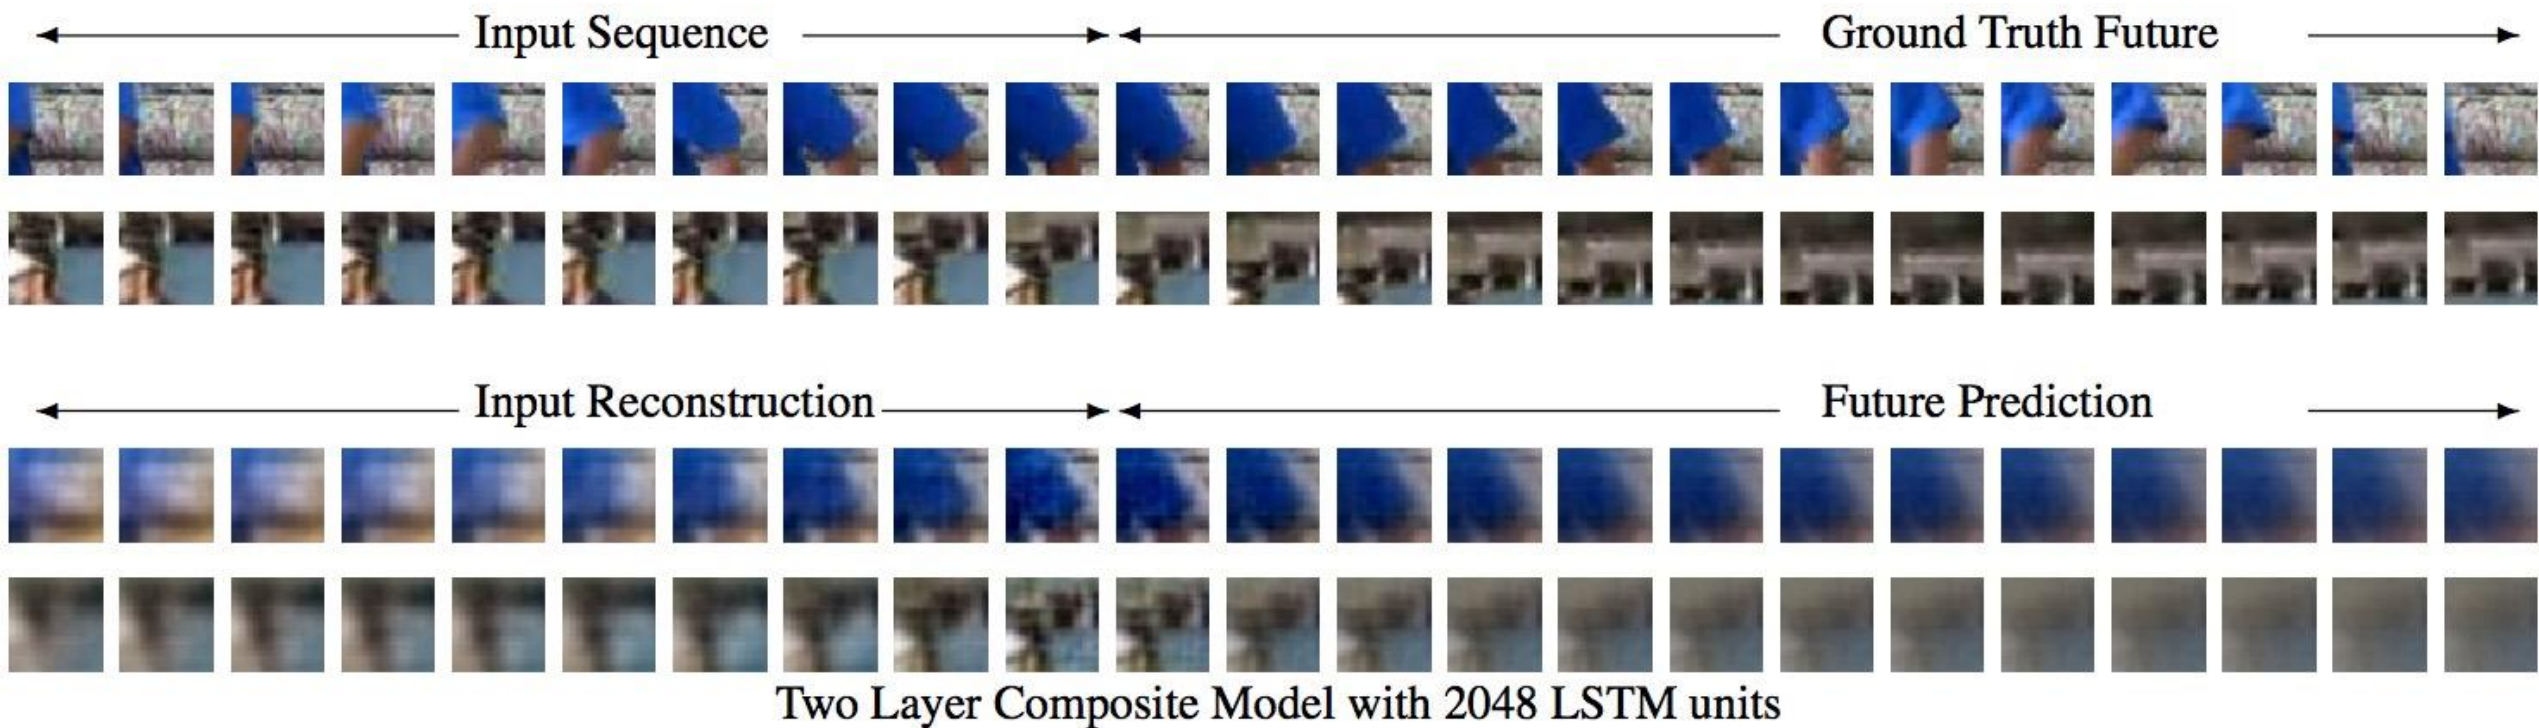 Input Sequence Ground Truth Future
Input Reconstruction Future Prediction
Two Layer Composite Model with 2048 LSTM units